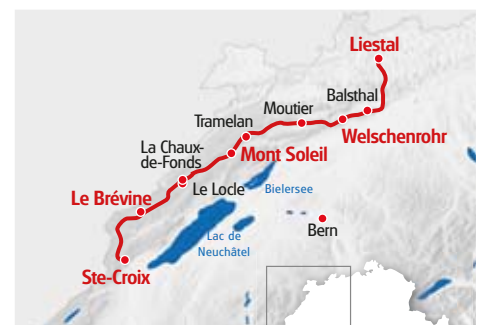 Liestal
Balsthal
Moutier
Tramelan
Welschenrohr
La Chaux-
de-Fonds
Mont Soleil
Le Locle
Bielersee
Le Brévine
Bern
Lac de
Neuchâtel
Ste-Croix